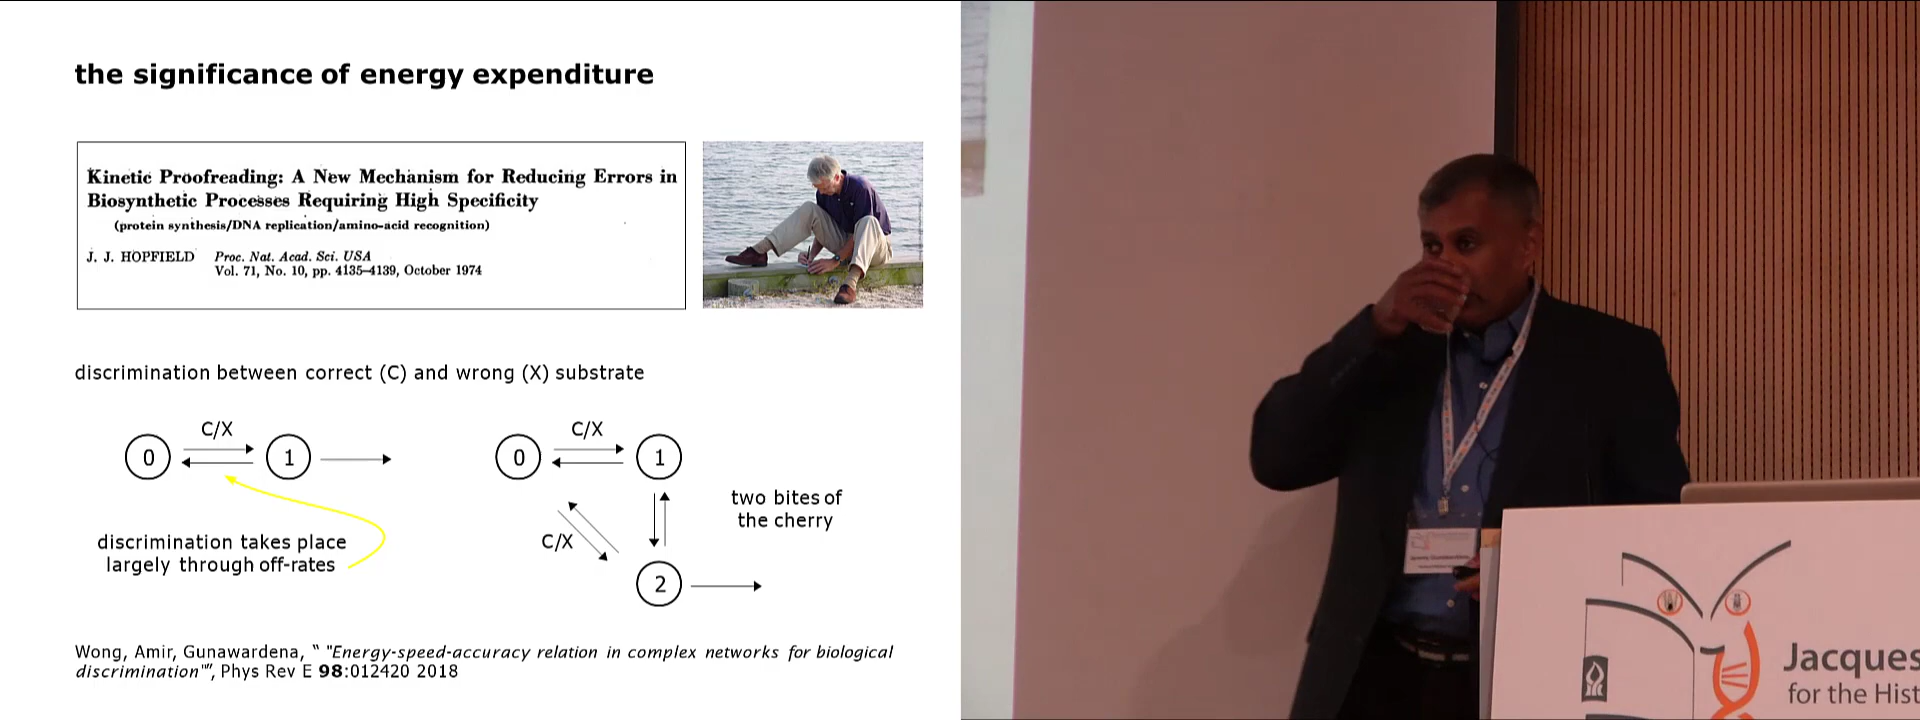 the significance of energy expenditure
Kinetic Proofreading: A New Mechanism for Reducing Errors in
Biosynthetic Processes Requiring High Specificity
(protein synthesis/DNA replication/amino-acid recognition)
J. J. HOPFIELD Proc. Nat. Acad. Sci. USA
Vol. 71, No. 10, pp. 4135–4139, October 1974
discrimination between correct (C) and wrong (X) substrate
C/X
0 1
discrimination takes place
largely through off-rates
C/X
0 1
C/X
2
two bites of
the cherry
Wong, Amir, Gunawardena, “ "Energy-speed-accuracy relation in complex networks for biological
discrimination"”, Phys Rev E 98:012420 2018
Jacques
for the Hist